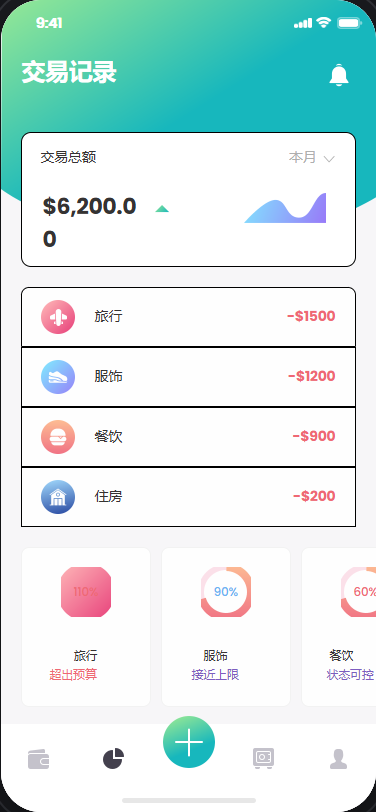 9:41
交易记录
交易总额
本月
$6,200.0
0
旅行
-$1500
服饰
-$1200
餐饮
-$900
住房
-$200
110%
90%
60%
旅行
服饰
餐饮
超出预算
接近上限
状态可控